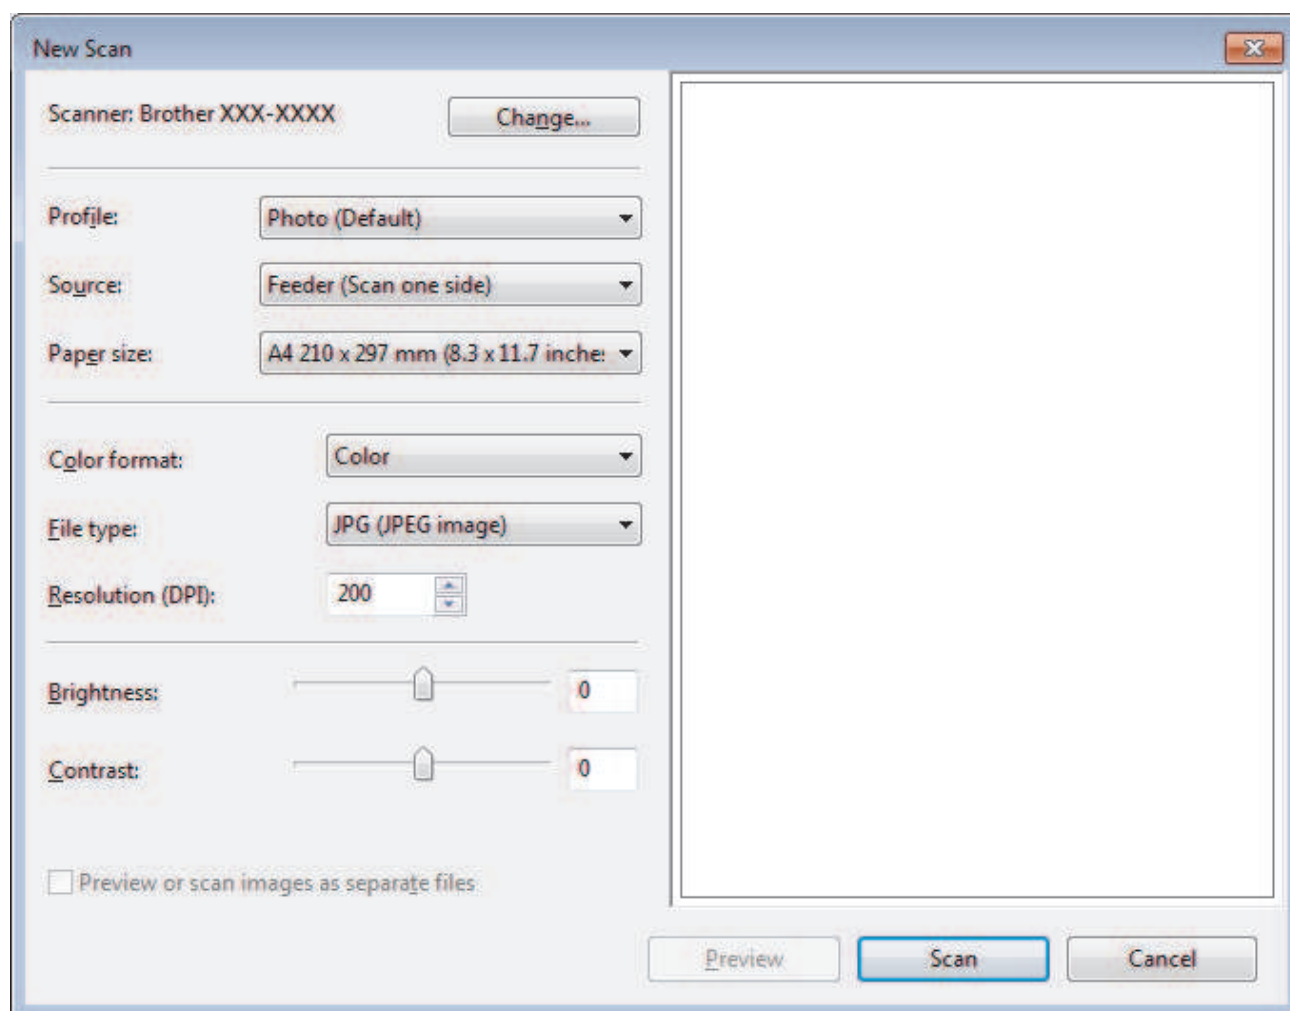 New Scan
Scanner: Brother XXX-XXXX
Change...
Profile:
Photo (Default)
Source:
Feeder (Scan one side)
Paper size:
A4 210 x 297 mm (8.3 x 11.7 inche
Color format:
Color
File type:
JPG (JPEG image)
Resolution (DPI):
200
Brightness:
0
Contrast:
0
Preview or scan images as separate files
Preview
Scan
Cancel